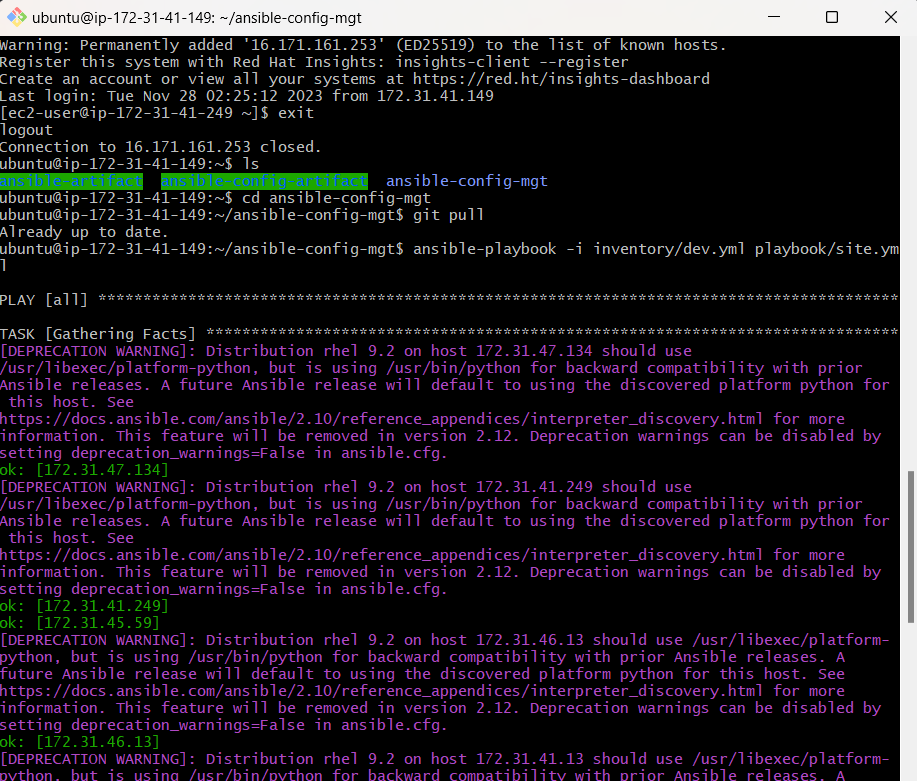 ubuntu@ip-172-31-41-149: ~/ansible-config-mgt
Warning: Permanently added '16.171.161.253' (ED25519) to the list of known hosts.
Register this system with Red Hat Insights: insights-client --register
Create an account or view all your systems at https://red.ht/insights-dashboard
Last login: Tue Nov 28 02:25:12 2023 from 172.31.41.149
[ec2-user@ip-172-31-41-249 ~]$ exit
logout
Connection to 16.171.161.253 closed.
ubuntu@ip-172-31-41-149:~$ ls
ansible-artifact  ansible-config-artifact  ansible-config-mgt
ubuntu@ip-172-31-41-149:~$ cd ansible-config-mgt
ubuntu@ip-172-31-41-149:~/ansible-config-mgt$ git pull
Already up to date.
ubuntu@ip-172-31-41-149:~/ansible-config-mgt$ ansible-playbook -i inventory/dev.yml playbook/site.ym
l
PLAY [all] *****************************************************************************************
TASK [Gathering Facts] *****************************************************************************
[DEPRECATION WARNING]: Distribution rhel 9.2 on host 172.31.47.134 should use
/usr/libexec/platform-python, but is using /usr/bin/python for backward compatibility with prior
Ansible releases. A future Ansible release will default to using the discovered platform python for
this host. See
https://docs.ansible.com/ansible/2.10/reference_appendices/interpreter_discovery.html for more
information. This feature will be removed in version 2.12. Deprecation warnings can be disabled by
setting deprecation_warnings=False in ansible.cfg.
ok: [172.31.47.134]
[DEPRECATION WARNING]: Distribution rhel 9.2 on host 172.31.41.249 should use
/usr/libexec/platform-python, but is using /usr/bin/python for backward compatibility with prior
Ansible releases. A future Ansible release will default to using the discovered platform python for
this host. See
https://docs.ansible.com/ansible/2.10/reference_appendices/interpreter_discovery.html for more
information. This feature will be removed in version 2.12. Deprecation warnings can be disabled by
setting deprecation_warnings=False in ansible.cfg.
ok: [172.31.41.249]
ok: [172.31.45.59]
[DEPRECATION WARNING]: Distribution rhel 9.2 on host 172.31.46.13 should use /usr/libexec/platform-
python, but is using /usr/bin/python for backward compatibility with prior Ansible releases. A
future Ansible release will default to using the discovered platform python for this host. See
https://docs.ansible.com/ansible/2.10/reference_appendices/interpreter_discovery.html for more
information. This feature will be removed in version 2.12. Deprecation warnings can be disabled by
setting deprecation_warnings=False in ansible.cfg.
ok: [172.31.46.13]
[DEPRECATION WARNING]: Distribution rhel 9.2 on host 172.31.41.13 should use /usr/libexec/platform-
python, but is using /usr/bin/python for backward compatibility with prior Ansible releases. A